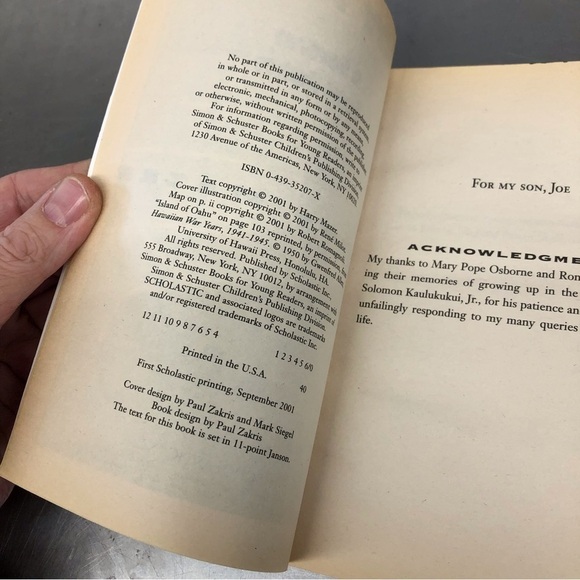 No part of this publication may be reproduced
in whole or in part, or stored in a retrieval system,
or transmitted in any form or by any means,
electronic, mechanical, photocopying, recording,
or otherwise, without written permission of the publisher.
For information regarding permission, write to
Simon & Schuster Books for Young Readers, an imprint
of Simon & Schuster Children's Publishing Division,
1230 Avenue of the Americas, New York, NY 10020.
ISBN 0-439-35207-X
Text copyright © 2001 by Harry Mazer.
Cover illustration copyright © 2001 by René Milot.
Map on p. ii copyright © 2001 by Robert Romagnoli.
"Island of Oahu" on page 103 reprinted, by permission, from
Hawaiian War Years, 1941-1945. © 1950 by Gwenfread Allen,
University of Hawaii Press, Honolulu, HA.
All rights reserved. Published by Scholastic Inc.,
555 Broadway, New York, NY 10012, by arrangement with
Simon & Schuster Books for Young Readers, an imprint of
Simon & Schuster Children's Publishing Division.
SCHOLASTIC and associated logos are trademarks
and/or registered trademarks of Scholastic Inc.
12 11 10 9 8 7 6 5 4 1 2 3 4 5 6/0
Printed in the U.S.A. 40
First Scholastic printing, September 2001
Cover design by Paul Zakris and Mark Siegel
Book design by Paul Zakris
The text for this book is set in 11-point Janson.
FOR MY SON, JOE
ACKNOWLEDGME
My thanks to Mary Pope Osborne and Ron
ing their memories of growing up in the
Solomon Kaulukukui, Jr., for his patience an
unfailingly responding to my many queries
life.